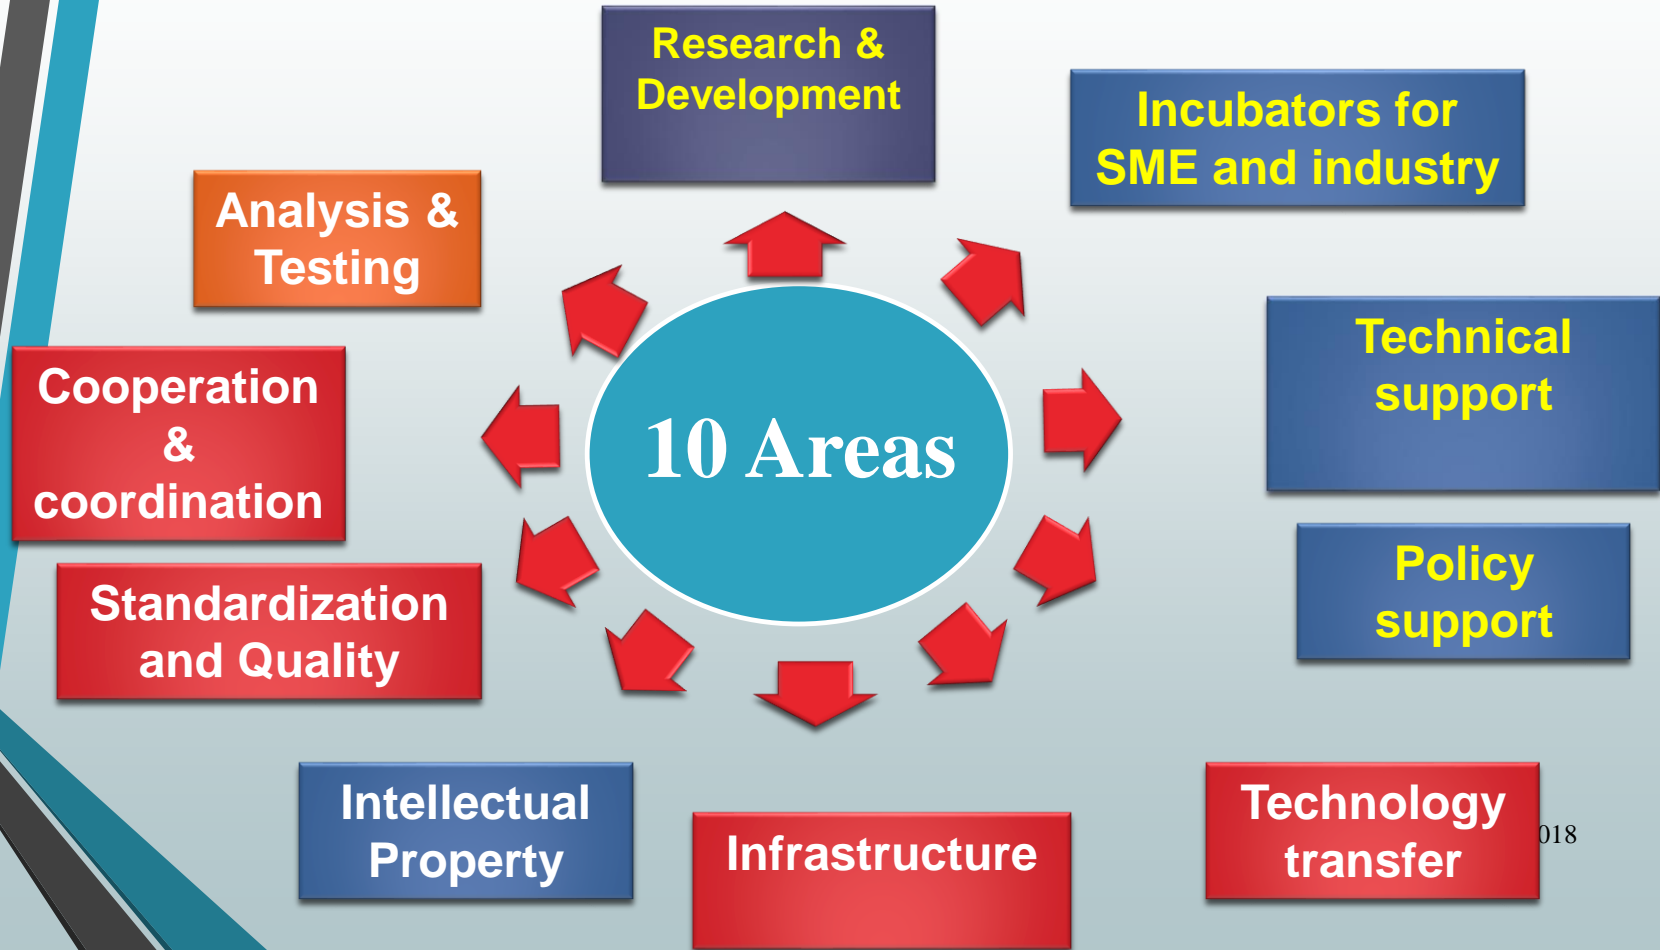 Research &
Development
Incubators for
SME and industry
Analysis &
Testing
Technical
support
Cooperation
&
coordination
10 Areas
Policy
support
Standardization
and Quality
Intellectual
Property
Infrastructure
Technology
transfer
018